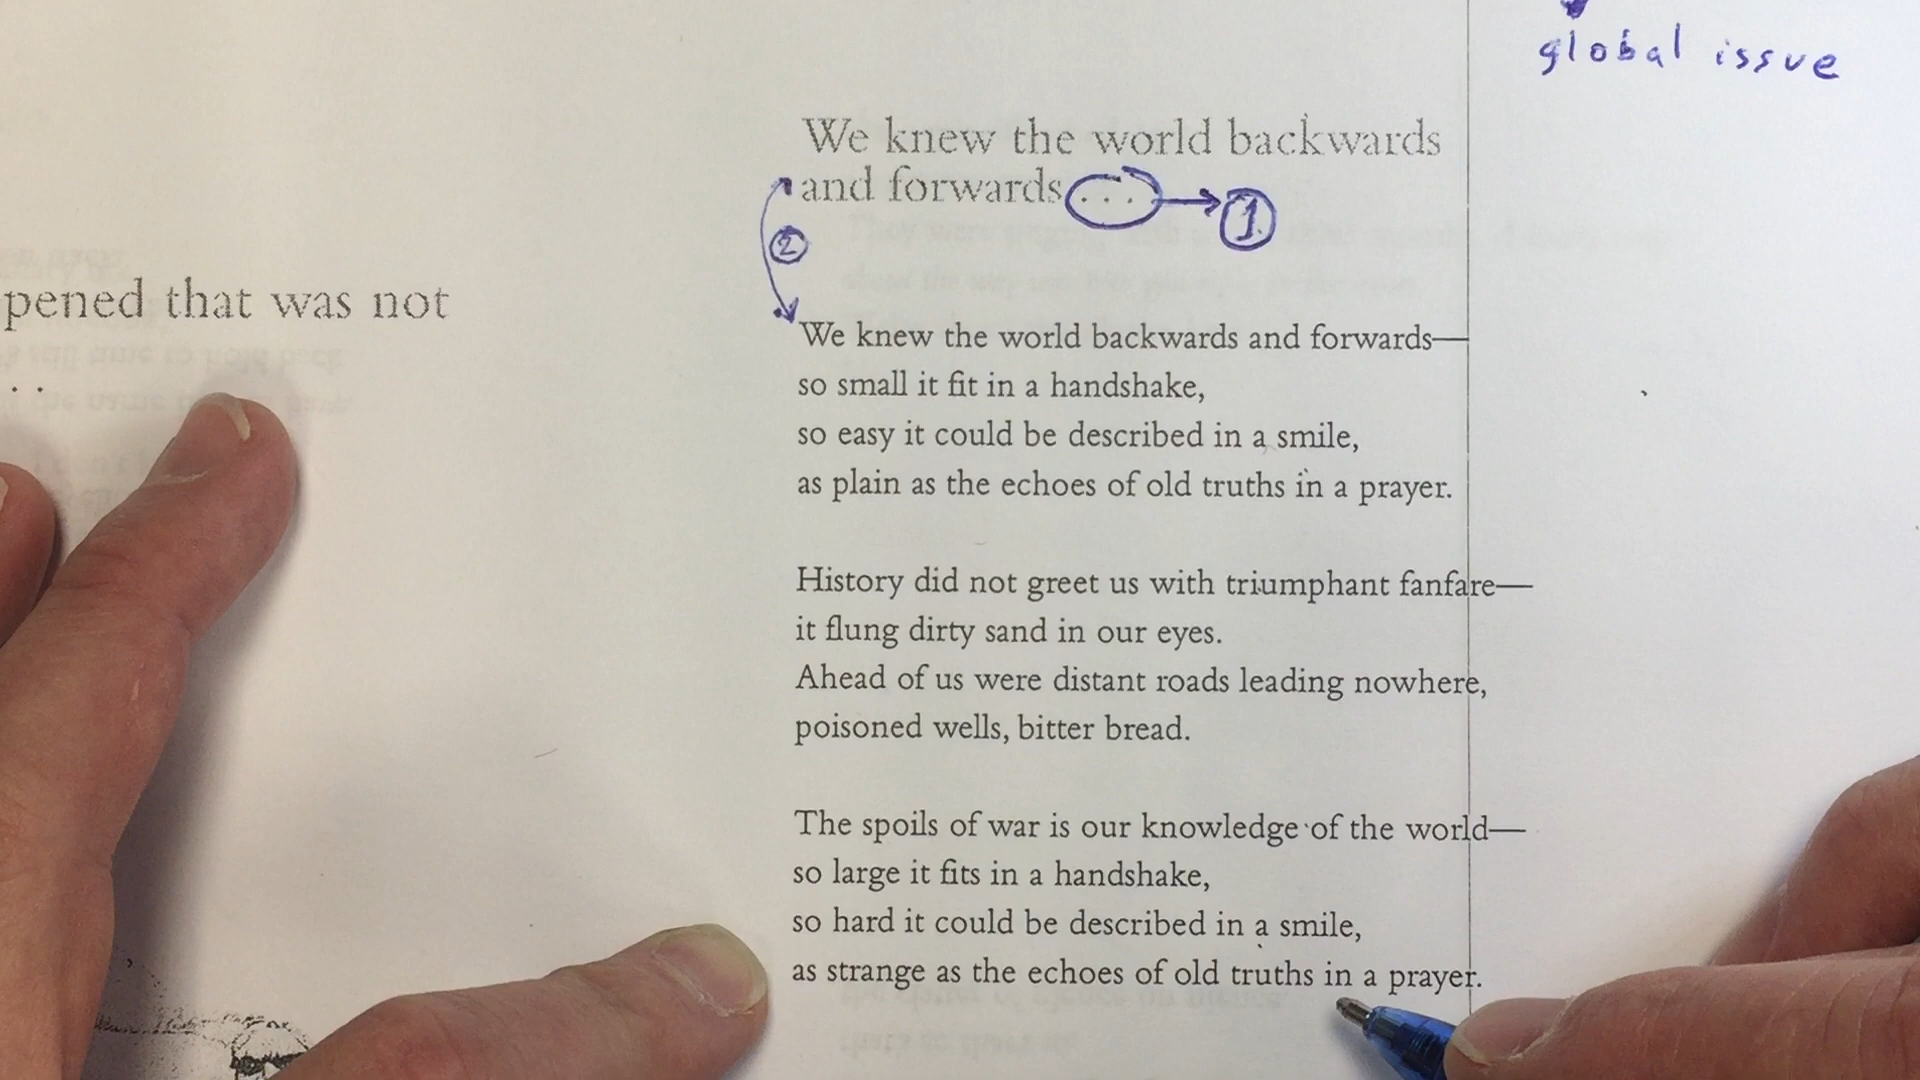 global issue
We knew the world backwards
and forwards ... → 1.
2
pened that was not
. .
We knew the world backwards and forwards—
so small it fit in a handshake,
so easy it could be described in a smile,
as plain as the echoes of old truths in a prayer.
History did not greet us with triumphant fanfare—
it flung dirty sand in our eyes.
Ahead of us were distant roads leading nowhere,
poisoned wells, bitter bread.
The spoils of war is our knowledge of the world—
so large it fits in a handshake,
so hard it could be described in a smile,
as strange as the echoes of old truths in a prayer.